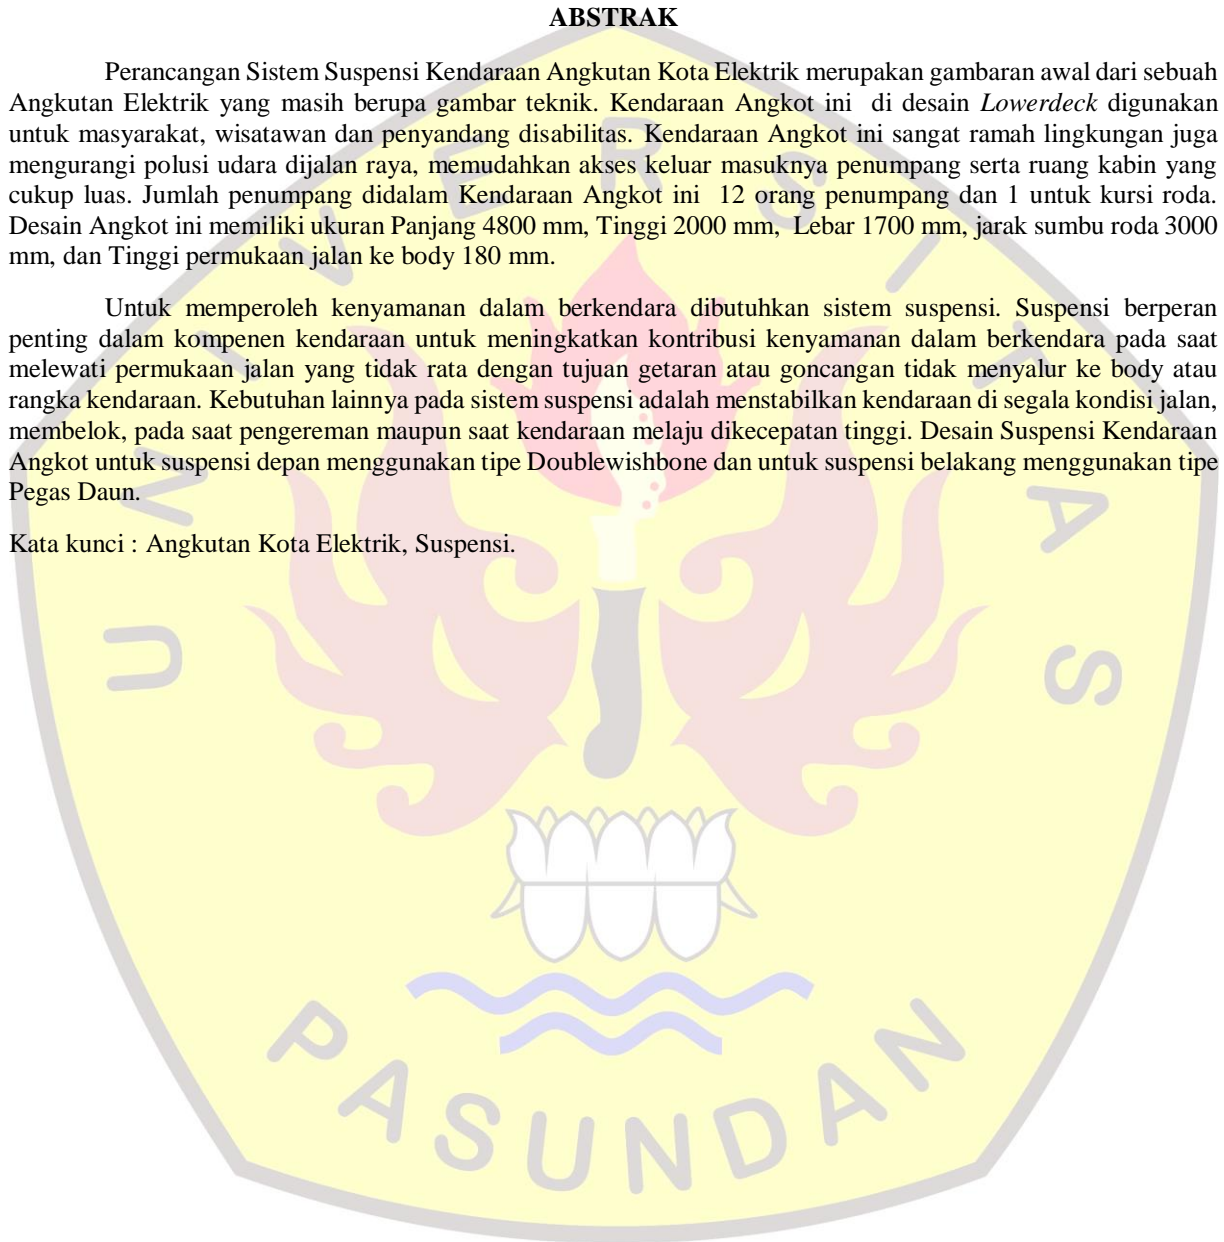 ABSTRAK
Perancangan Sistem Suspensi Kendaraan Angkutan Kota Elektrik merupakan gambaran awal dari sebuah
Angkutan Elektrik yang masih berupa gambar teknik. Kendaraan Angkot ini di desain Lowerdeck digunakan
untuk masyarakat, wisatawan dan penyandang disabilitas. Kendaraan Angkot ini sangat ramah lingkungan juga
mengurangi polusi udara dijalan raya, memudahkan akses keluar masuknya penumpang serta ruang kabin yang
cukup luas. Jumlah penumpang didalam Kendaraan Angkot ini 12 orang penumpang dan 1 untuk kursi roda.
Desain Angkot ini memiliki ukuran Panjang 4800 mm, Tinggi 2000 mm, Lebar 1700 mm, jarak sumbu roda 3000
mm, dan Tinggi permukaan jalan ke body 180 mm.
Untuk memperoleh kenyamanan dalam berkendara dibutuhkan sistem suspensi. Suspensi berperan
penting dalam kompenen kendaraan untuk meningkatkan kontribusi kenyamanan dalam berkendara pada saat
melewati permukaan jalan yang tidak rata dengan tujuan getaran atau goncangan tidak menyalur ke body atau
rangka kendaraan. Kebutuhan lainnya pada sistem suspensi adalah menstabilkan kendaraan di segala kondisi jalan,
membelok, pada saat pengereman maupun saat kendaraan melaju dikecepatan tinggi. Desain Suspensi Kendaraan
Angkot untuk suspensi depan menggunakan tipe Doublewishbone dan untuk suspensi belakang menggunakan tipe
Pegas Daun.
Kata kunci : Angkutan Kota Elektrik, Suspensi.
UNIVERSITAS
PASUNDAN